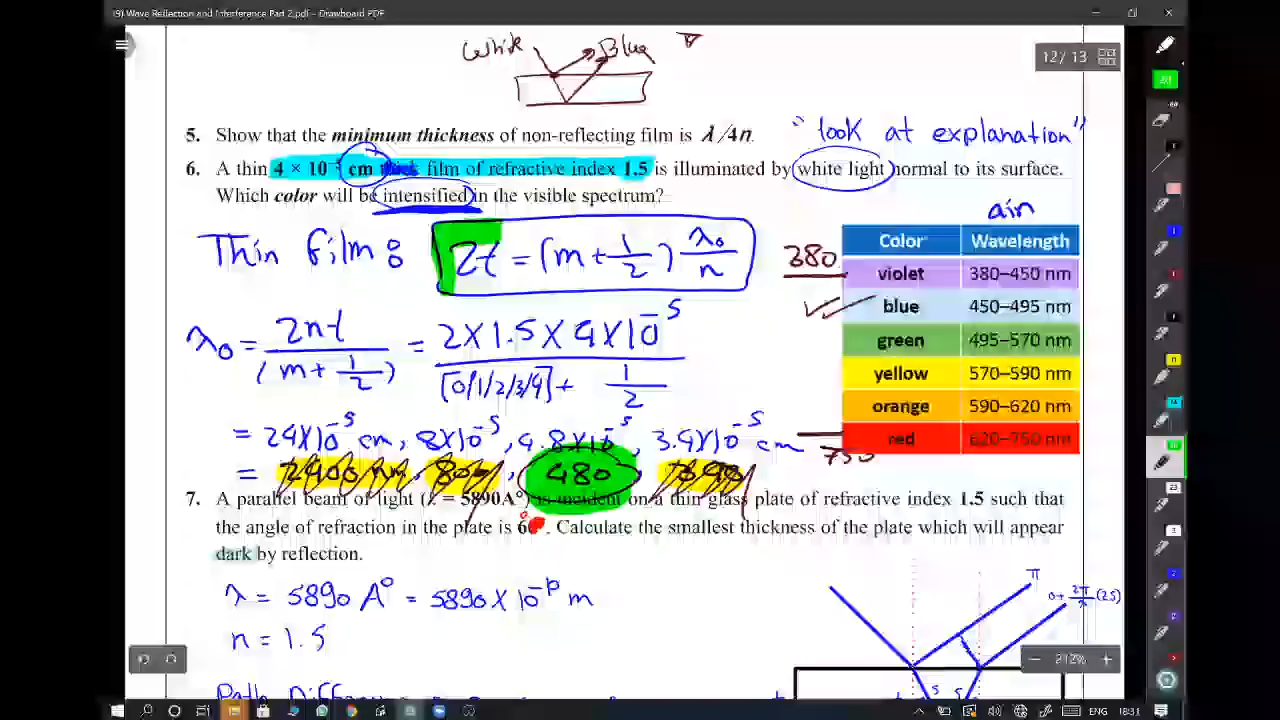 (9) Wave Reflection and Interference Part 2.pdf - Drawboard PDF
White Blue
12 / 13
5. Show that the minimum thickness of non-reflecting film is λ/4n.
"look at explanation"
6. A thin 4 × 10 cm thick film of refractive index 1.5 is illuminated by white light normal to its surface.
Which color will be intensified in the visible spectrum?
air
Thin film:
2t = (m + 1/2) λ₀/n
380
Color Wavelength
violet 380–450 nm
blue 450–495 nm
green 495–570 nm
yellow 570–590 nm
orange 590–620 nm
red 620–750 nm
750
λ₀ = 2nt / (m + 1/2) = 2 × 1.5 × 4 × 10⁻⁵ / [0/1/2/3/4] + 1/2
= 24×10⁻⁵ cm, 8×10⁻⁵, 4.8×10⁻⁵, 3.4×10⁻⁵ cm
= 2400 nm, 800, 480
7. A parallel beam of light (λ = 5890A°) is incident on a thin glass plate of refractive index 1.5 such that
the angle of refraction in the plate is 60°. Calculate the smallest thickness of the plate which will appear
dark by reflection.
λ = 5890 A° = 5890 × 10⁻¹⁰ m
n = 1.5
π
0 + 2π/λ (2S)
S S
t
212%
ENG 18:31